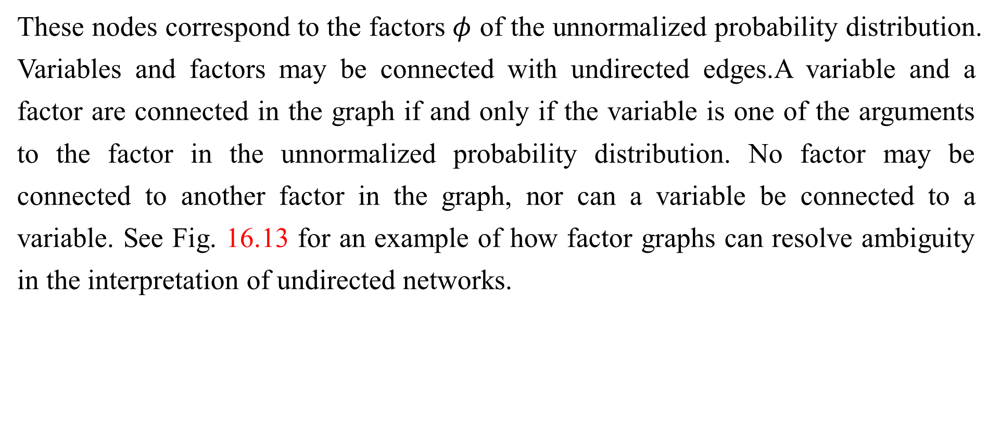 These nodes correspond to the factors ϕ of the unnormalized probability distribution.
Variables and factors may be connected with undirected edges.A variable and a
factor are connected in the graph if and only if the variable is one of the arguments
to the factor in the unnormalized probability distribution. No factor may be
connected to another factor in the graph, nor can a variable be connected to a
variable. See Fig. 16.13 for an example of how factor graphs can resolve ambiguity
in the interpretation of undirected networks.